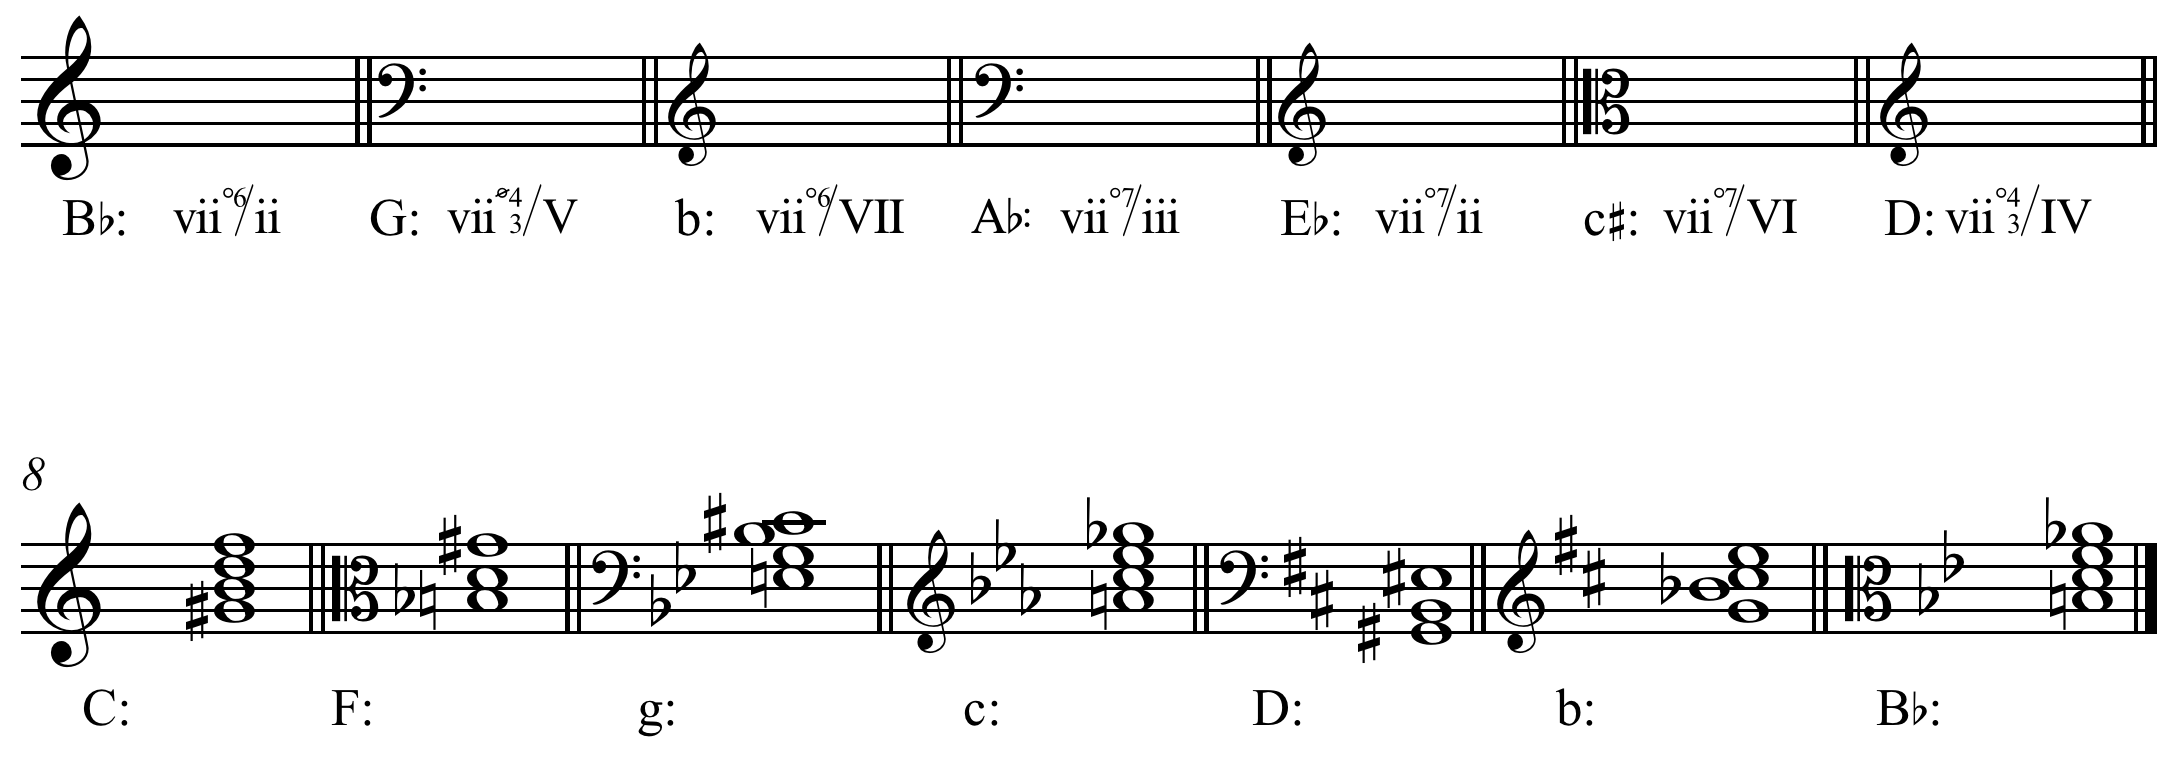 B♭: vii°6/ii G: viiø4/3/V b: vii°6/VII A♭: vii°7/iii E♭: vii°7/ii c♯: vii°7/VI D: vii°4/3/IV
8
C: F: g: c: D: b: B♭: